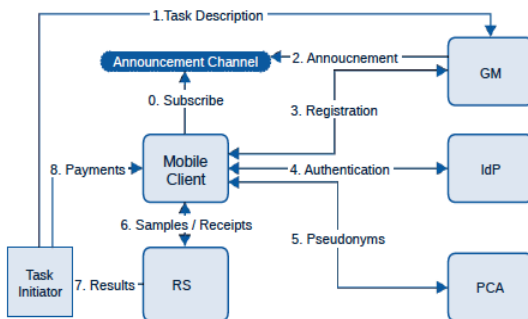 1.Task Description
Announcement Channel
2. Annoucnement
GM
0. Subscribe
3. Registration
Mobile
Client
8. Payments
4. Authentication
IdP
6. Samples / Receipts
5. Pseudonyms
Task
Initiator
7. Results
RS
PCA